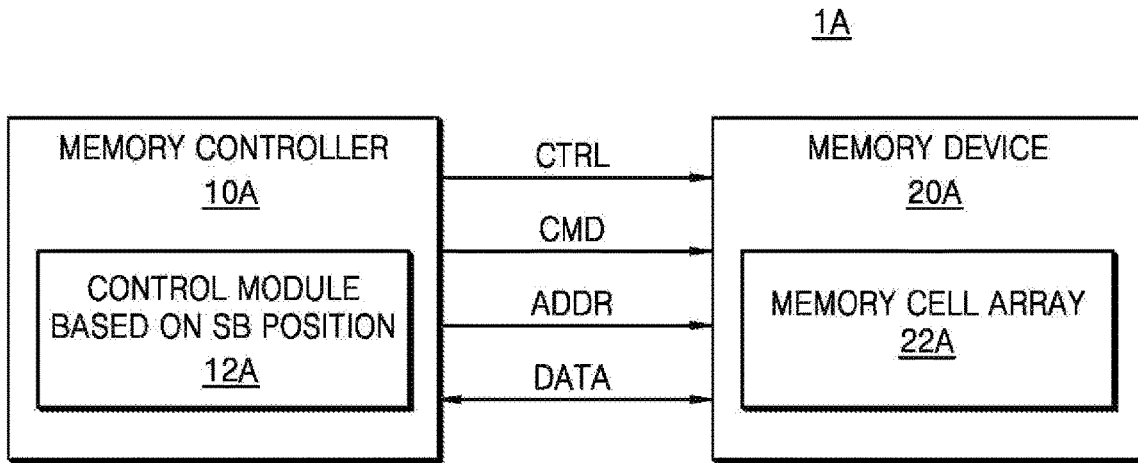 1A
MEMORY CONTROLLER
10A
CONTROL MODULE
BASED ON SB POSITION
12A
CTRL
CMD
ADDR
DATA
MEMORY DEVICE
20A
MEMORY CELL ARRAY
22A